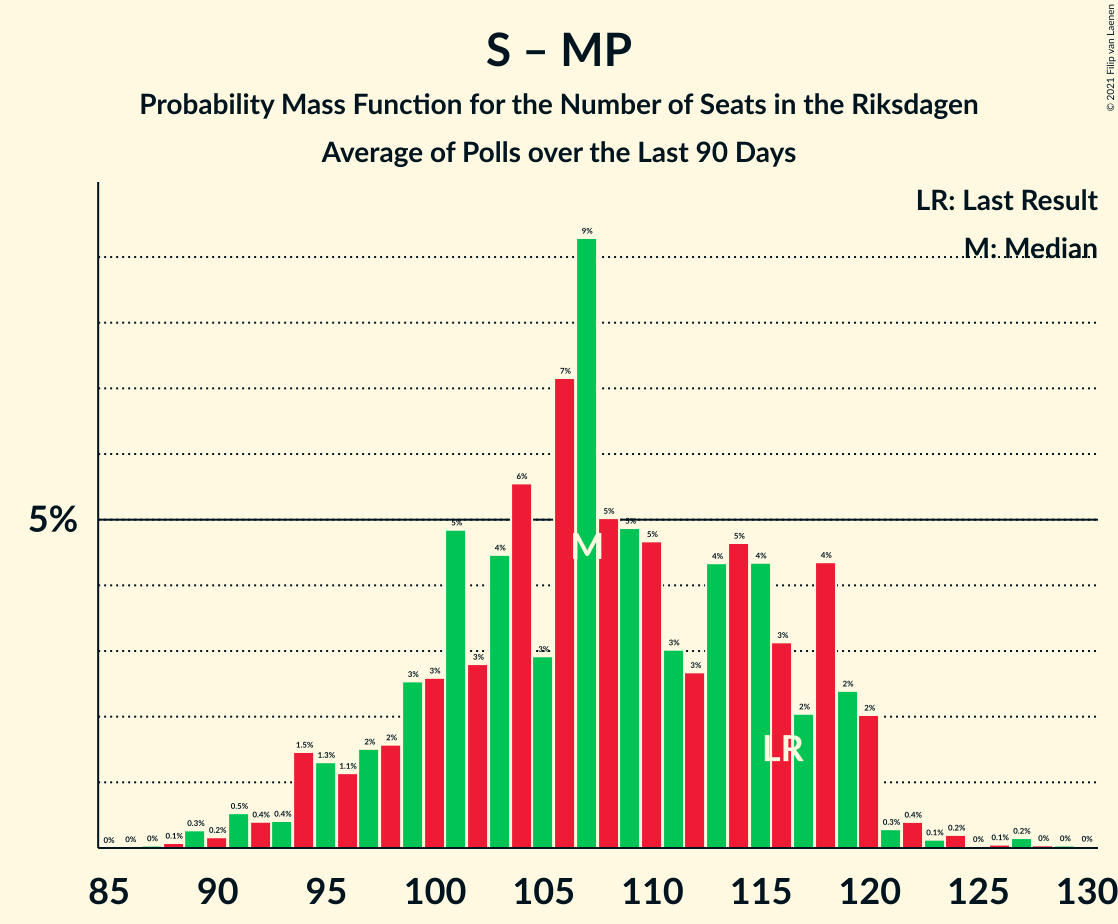 S – MP
Probability Mass Function for the Number of Seats in the Riksdagen
Average of Polls over the Last 90 Days
© 2021 Filip van Laenen
LR: Last Result
M: Median
5%
0% 0% 0% 0.1% 0.3% 0.2% 0.5% 0.4% 0.4% 1.5% 1.3% 1.1% 2% 2% 3% 3% 5% 3% 4% 6% 3% 7% 9% 5% 5% 5% 3% 3% 4% 5% 4% 3% 2% 4% 2% 2% 0.3% 0.4% 0.1% 0.2% 0% 0.1% 0.2% 0% 0% 0%
M
LR
85 90 95 100 105 110 115 120 125 130